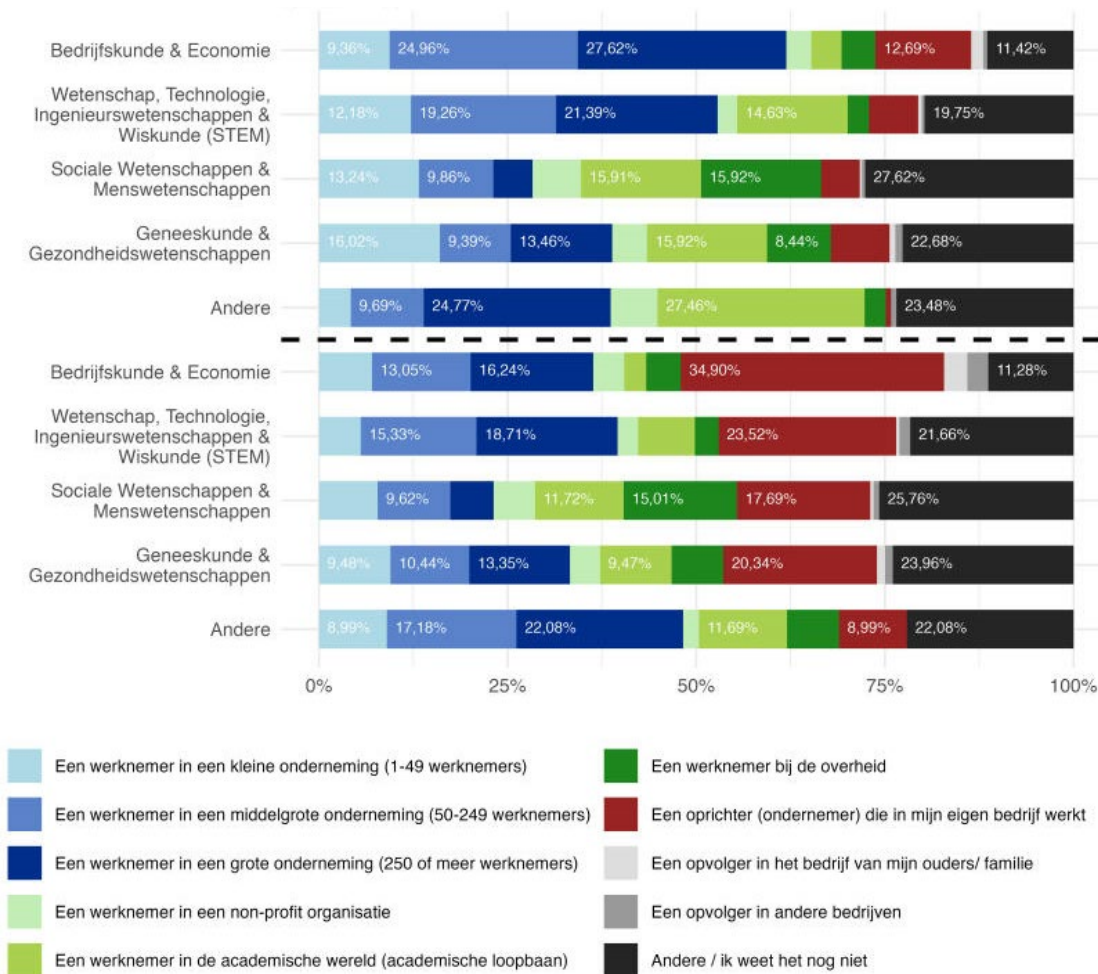 Bedrijfskunde & Economie
9,36% 24,96% 27,62% 12,69% 11,42%
Wetenschap, Technologie,
Ingenieurswetenschappen &
Wiskunde (STEM)
12,18% 19,26% 21,39% 14,63% 19,75%
Sociale Wetenschappen &
Menswetenschappen
13,24% 9,86% 15,91% 15,92% 27,62%
Geneeskunde &
Gezondheidswetenschappen
16,02% 9,39% 13,46% 15,92% 8,44% 22,68%
Andere
9,69% 24,77% 27,46% 23,48%
Bedrijfskunde & Economie
13,05% 16,24% 34,90% 11,28%
Wetenschap, Technologie,
Ingenieurswetenschappen &
Wiskunde (STEM)
15,33% 18,71% 23,52% 21,66%
Sociale Wetenschappen &
Menswetenschappen
9,62% 11,72% 15,01% 17,69% 25,76%
Geneeskunde &
Gezondheidswetenschappen
9,48% 10,44% 13,35% 9,47% 20,34% 23,96%
Andere
8,99% 17,18% 22,08% 11,69% 8,99% 22,08%
0% 25% 50% 75% 100%
Een werknemer in een kleine onderneming (1-49 werknemers)
Een werknemer in een middelgrote onderneming (50-249 werknemers)
Een werknemer in een grote onderneming (250 of meer werknemers)
Een werknemer in een non-profit organisatie
Een werknemer in de academische wereld (academische loopbaan)
Een werknemer bij de overheid
Een oprichter (ondernemer) die in mijn eigen bedrijf werkt
Een opvolger in het bedrijf van mijn ouders/ familie
Een opvolger in andere bedrijven
Andere / ik weet het nog niet